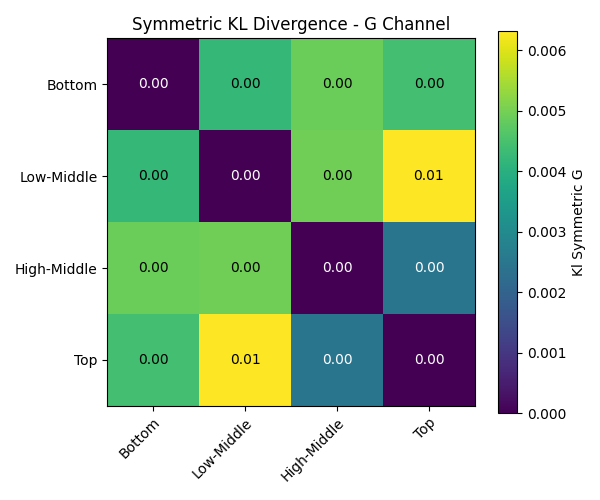 Symmetric KL Divergence - G Channel
Bottom
0.00 0.00 0.00 0.00
Low-Middle
0.00 0.00 0.00 0.01
High-Middle
0.00 0.00 0.00 0.00
Top
0.00 0.01 0.00 0.00
Bottom
Low-Middle
High-Middle
Top
0.006
0.005
0.004
0.003
0.002
0.001
0.000
Kl Symmetric G